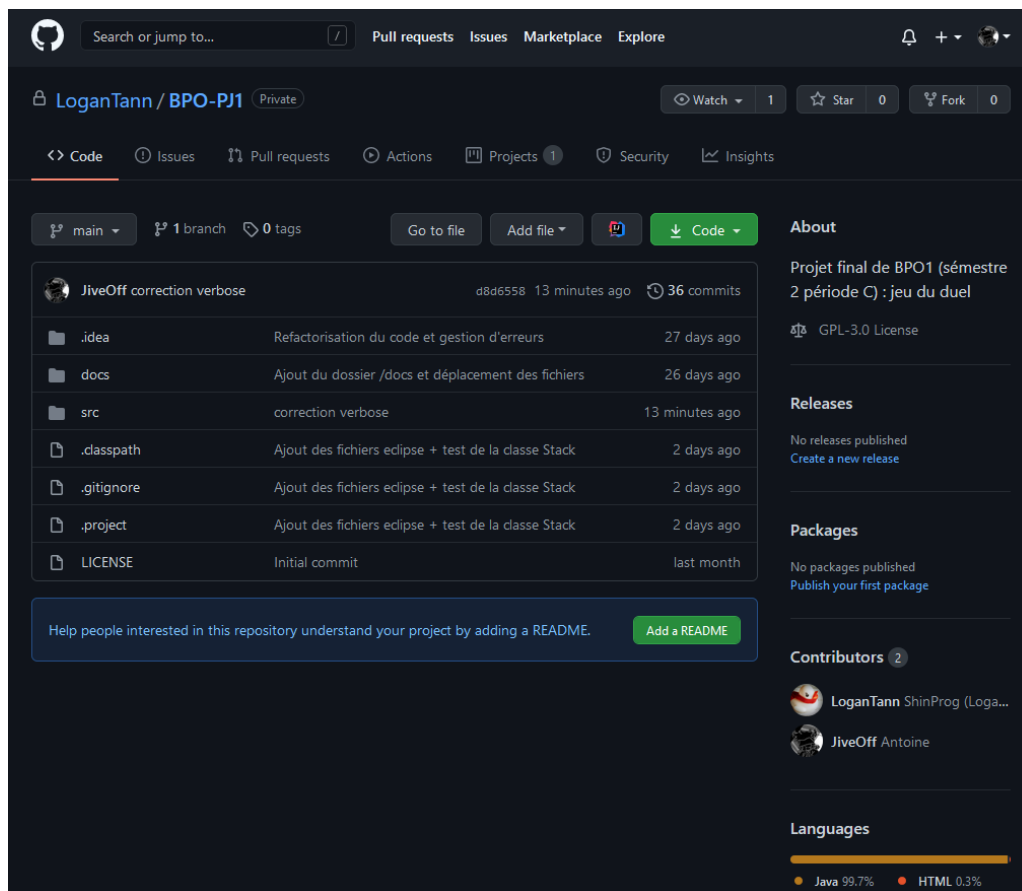 Search or jump to... /
Pull requests Issues Marketplace Explore
LoganTann / BPO-PJ1 Private
Watch 1 Star 0 Fork 0
Code Issues Pull requests Actions Projects 1 Security Insights
main 1 branch 0 tags Go to file Add file Code
JiveOff correction verbose d8d6558 13 minutes ago 36 commits
.idea Refactorisation du code et gestion d'erreurs 27 days ago
docs Ajout du dossier /docs et déplacement des fichiers 26 days ago
src correction verbose 13 minutes ago
.classpath Ajout des fichiers eclipse + test de la classe Stack 2 days ago
.gitignore Ajout des fichiers eclipse + test de la classe Stack 2 days ago
.project Ajout des fichiers eclipse + test de la classe Stack 2 days ago
LICENSE Initial commit last month
Help people interested in this repository understand your project by adding a README. Add a README
About
Projet final de BPO1 (sémestre
2 période C) : jeu du duel
GPL-3.0 License
Releases
No releases published
Create a new release
Packages
No packages published
Publish your first package
Contributors 2
LoganTann ShinProg (Loga...
JiveOff Antoine
Languages
Java 99.7% HTML 0.3%